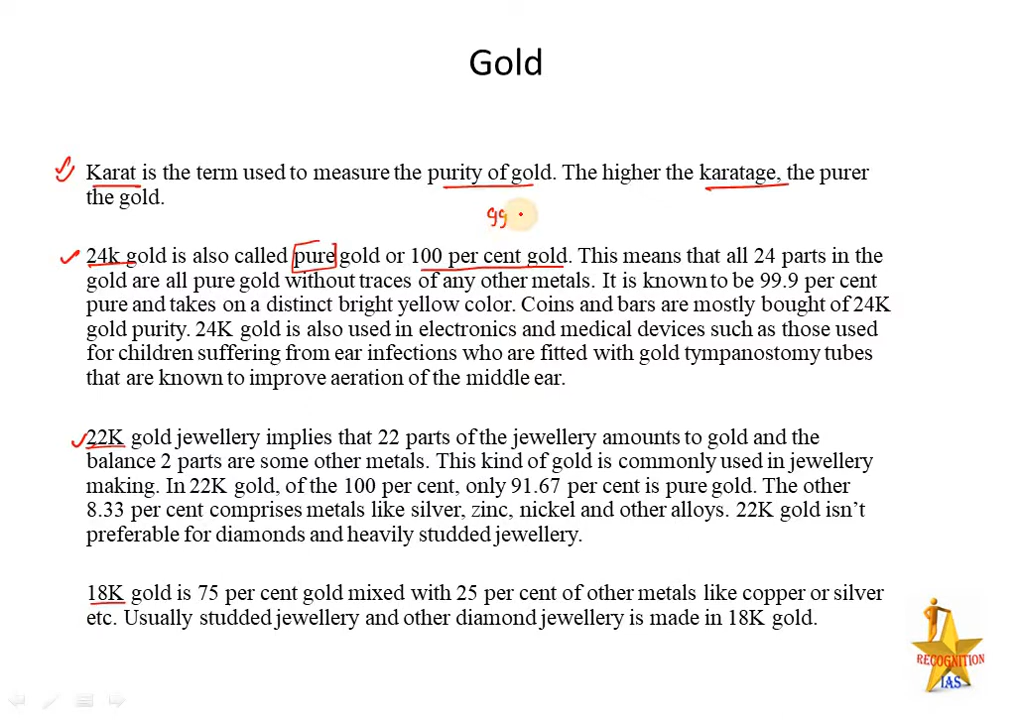 Gold
Karat is the term used to measure the purity of gold. The higher the karatage, the purer
the gold.
99.
24k gold is also called pure gold or 100 per cent gold. This means that all 24 parts in the
gold are all pure gold without traces of any other metals. It is known to be 99.9 per cent
pure and takes on a distinct bright yellow color. Coins and bars are mostly bought of 24K
gold purity. 24K gold is also used in electronics and medical devices such as those used
for children suffering from ear infections who are fitted with gold tympanostomy tubes
that are known to improve aeration of the middle ear.
22K gold jewellery implies that 22 parts of the jewellery amounts to gold and the
balance 2 parts are some other metals. This kind of gold is commonly used in jewellery
making. In 22K gold, of the 100 per cent, only 91.67 per cent is pure gold. The other
8.33 per cent comprises metals like silver, zinc, nickel and other alloys. 22K gold isn’t
preferable for diamonds and heavily studded jewellery.
18K gold is 75 per cent gold mixed with 25 per cent of other metals like copper or silver
etc. Usually studded jewellery and other diamond jewellery is made in 18K gold.
RECOGNITION
IAS